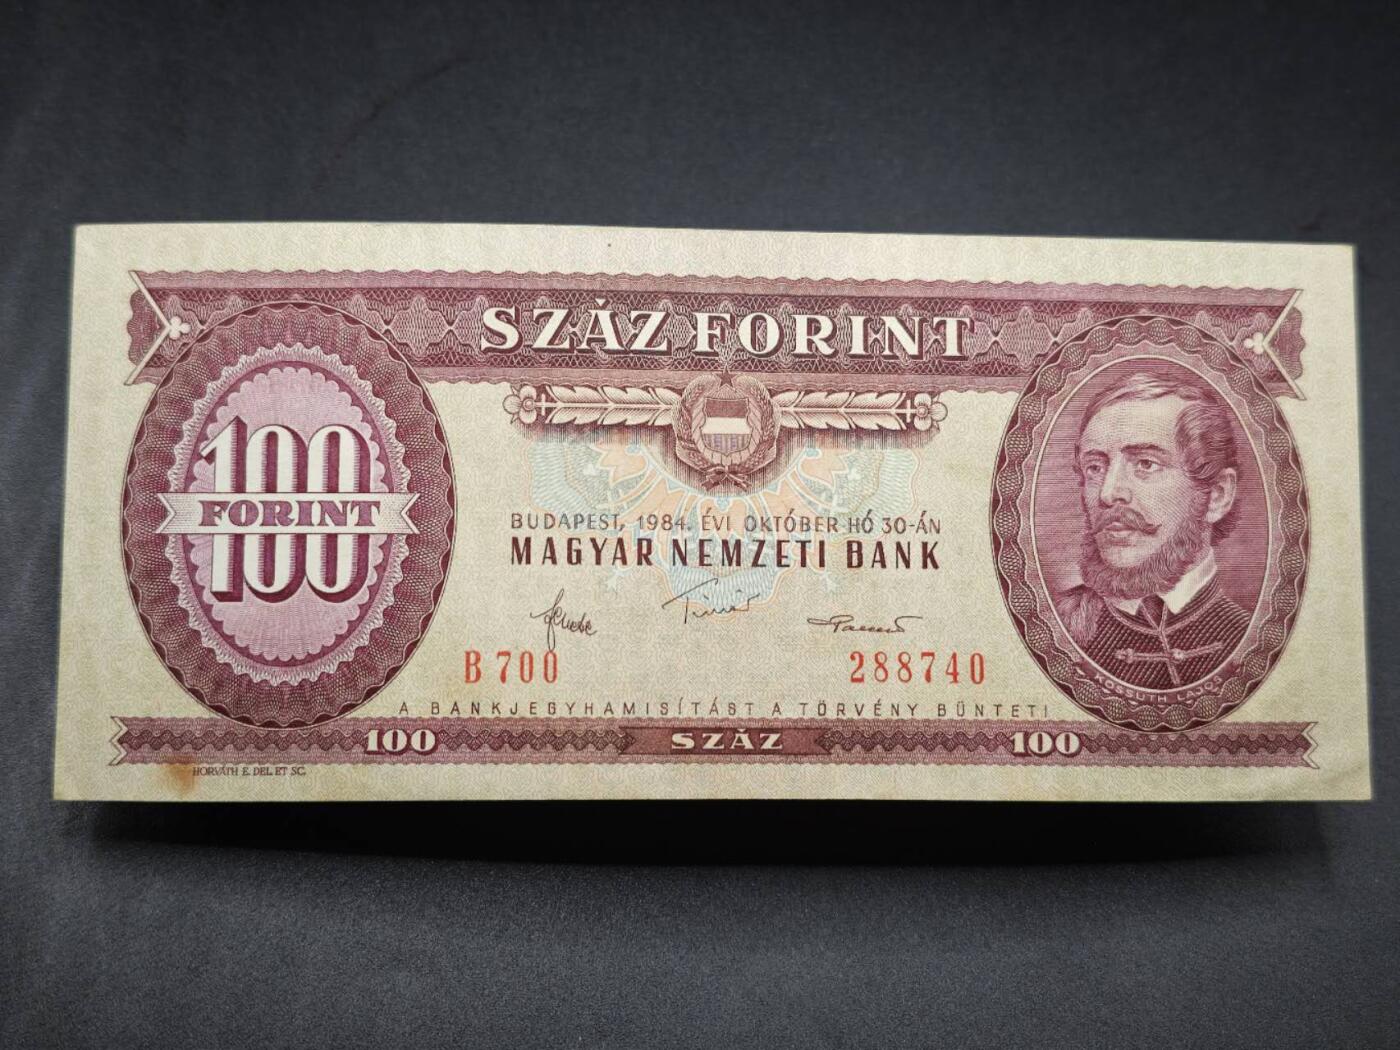 SZÁZ FORINT
100
FORINT
100
BUDAPEST, 1984. ÉVI OKTÓBER HÓ 30-ÁN
MAGYAR NEMZETI BANK
B 700
288740
KOSSUTH LAJOS
A BANKJEGYHAMISÍTÁST A TÖRVÉNY BÜNTETI
100
SZÁZ
100
HORVÁTH E. DEL. ET SC.